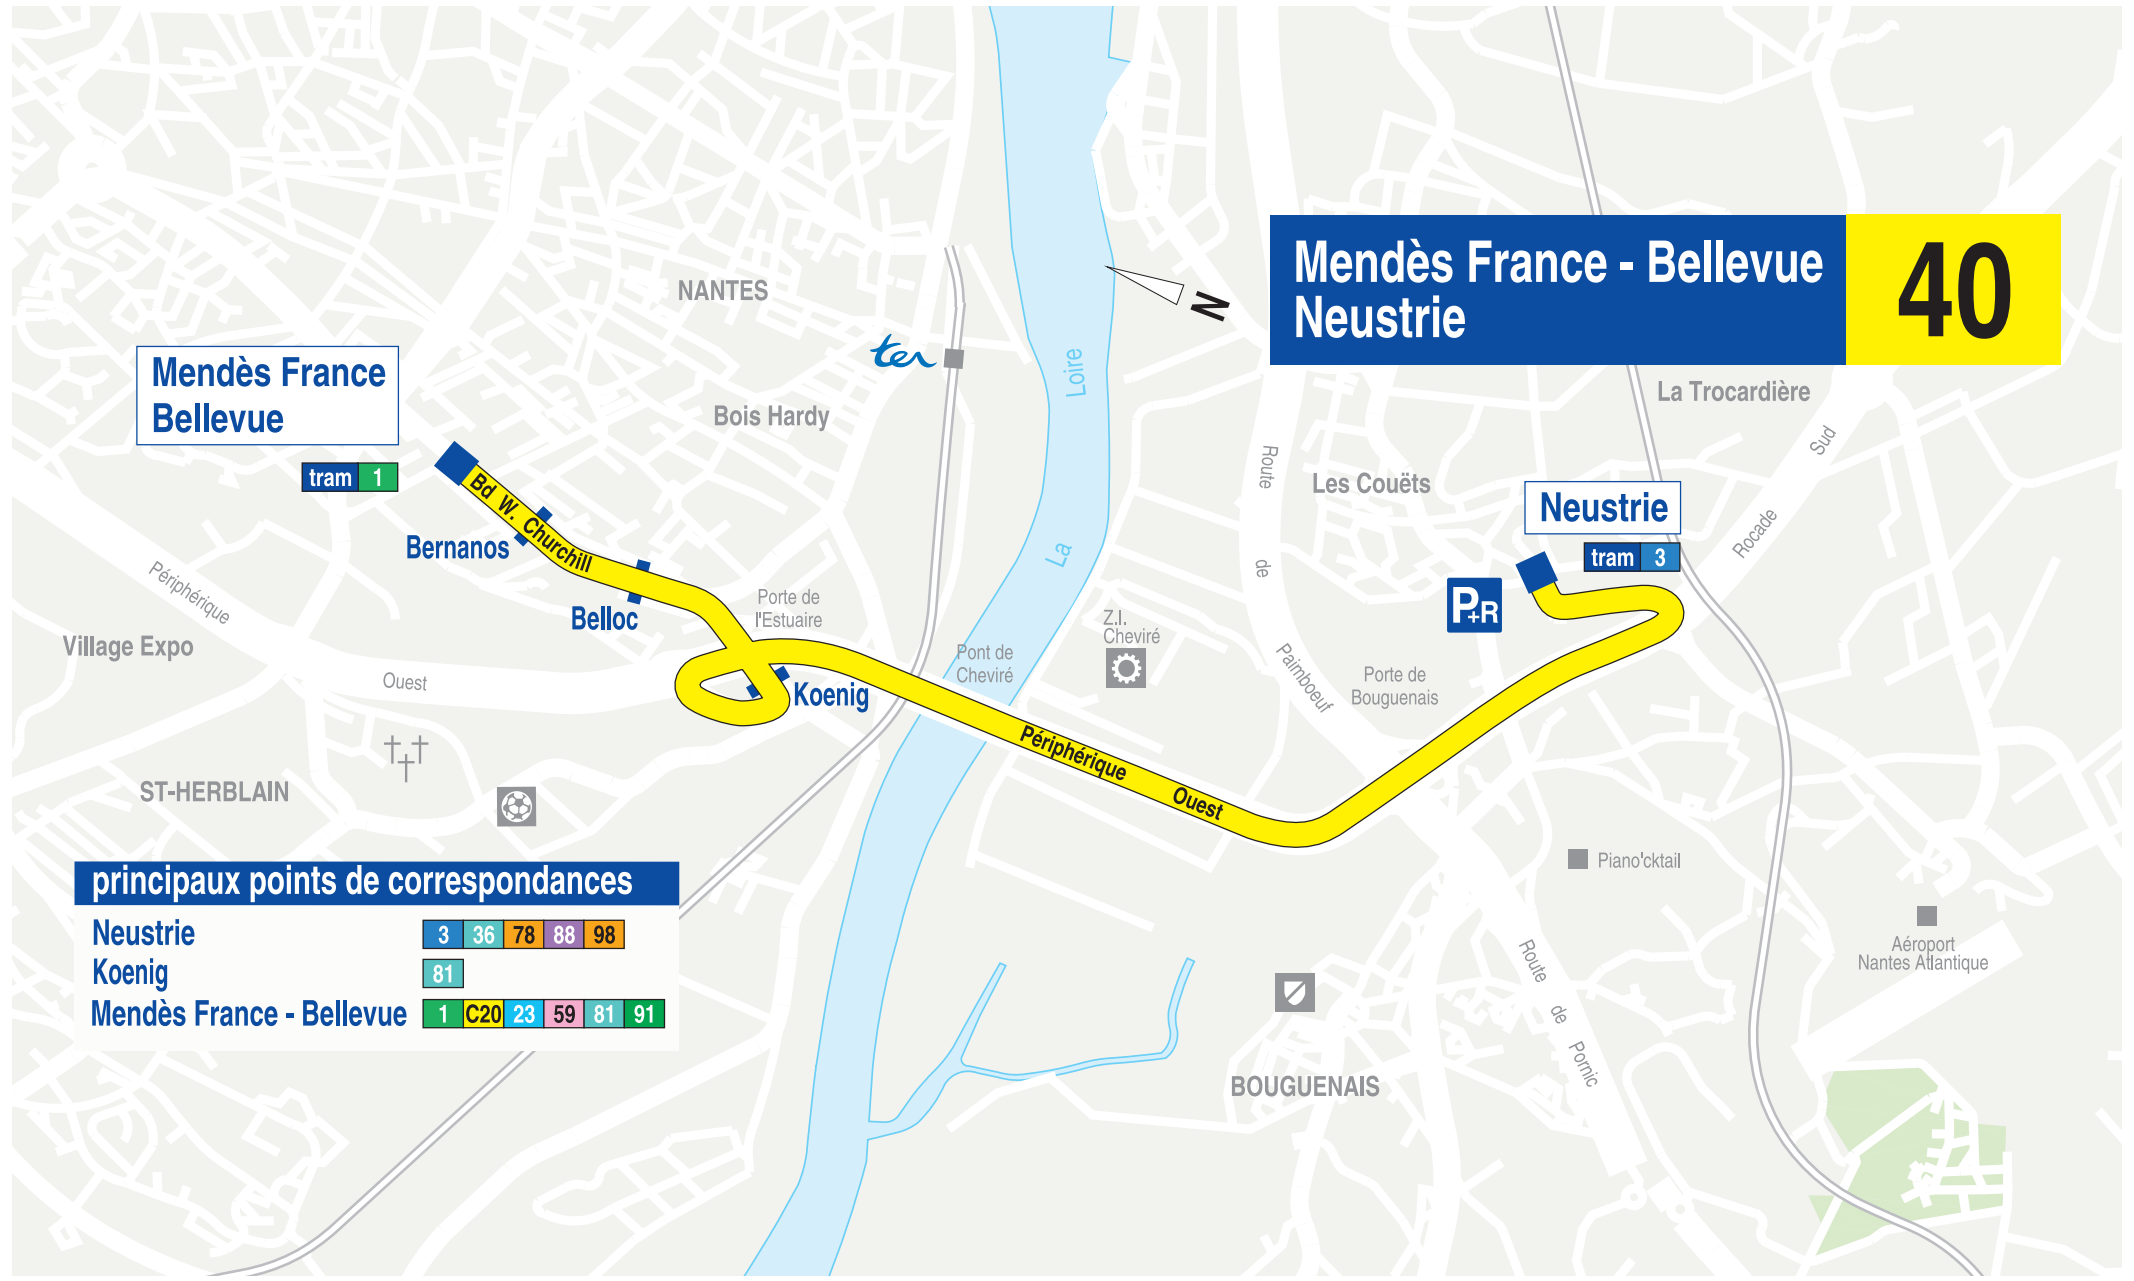 Mendès France - Bellevue
Neustrie
40
NANTES
ter
Bois Hardy
Mendès France
Bellevue
tram 1
Bd W. Churchill
Bernanos
Belloc
Koenig
Porte de
l'Estuaire
Périphérique
Ouest
Village Expo
ST-HERBLAIN
N
La Loire
Pont de
Cheviré
Z.I.
Cheviré
Périphérique Ouest
Route de Paimboeuf
Les Couëts
La Trocardière
Rocade Sud
Neustrie
tram 3
P+R
Porte de
Bouguenais
Piano'cktail
Aéroport
Nantes Atlantique
Route de Pornic
BOUGUENAIS
principaux points de correspondances
Neustrie 3 36 78 88 98
Koenig 81
Mendès France - Bellevue 1 C20 23 59 81 91